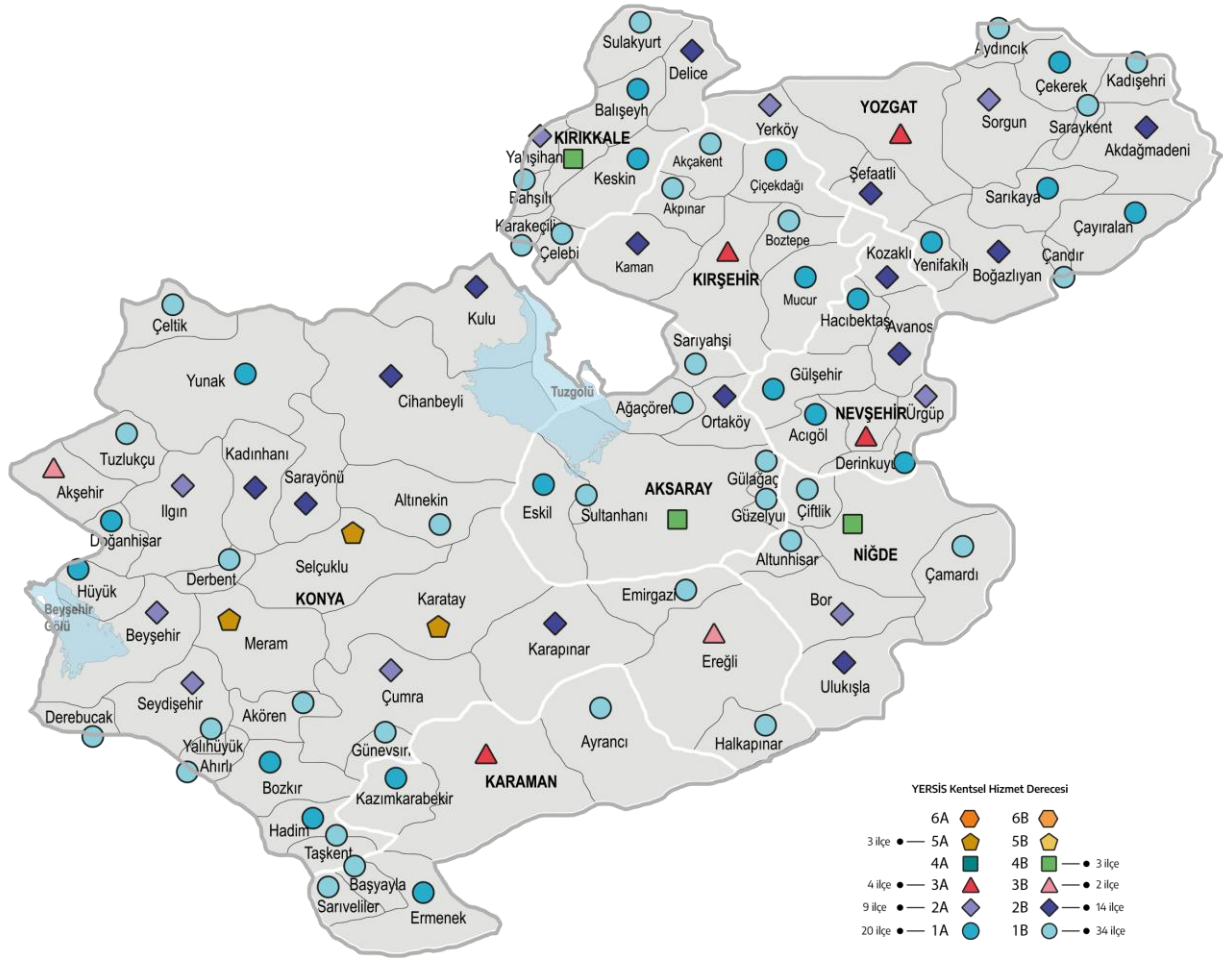 Sulakyurt
Delice
Balışeyh
KIRIKKALE
Yahşihan
Keskin
Bahşılı
Karakeçili
Çelebi
Akçakent
Çiçekdağı
Akpınar
Boztepe
Kaman
KIRŞEHİR
Mucur
Aydıncık
Çekerek
Kadışehri
YOZGAT
Yerköy
Sorgun
Saraykent
Akdağmadeni
Şefaatli
Sarıkaya
Çayıralan
Yenifakılı
Boğazlıyan
Çandır
Kozaklı
Hacıbektaş
Avanos
Gülşehir
Acıgöl
NEVŞEHİR
Ürgüp
Derinkuyu
Sarıyahşi
Ağaçören
Ortaköy
AKSARAY
Gülağaç
Güzelyur
Eskil
Sultanhanı
Çiftlik
NİĞDE
Altunhisar
Çamardı
Bor
Ulukışla
Çeltik
Kulu
Yunak
Cihanbeyli
Tuzgölü
Tuzlukçu
Kadınhanı
Sarayönü
Akşehir
Ilgın
Altınekin
Doğanhisar
Derbent
Selçuklu
Hüyük
KONYA
Karatay
Emirgazi
Beyşehir
Gölü
Beyşehir
Meram
Karapınar
Ereğli
Çumra
Seydişehir
Akören
Derebucak
Yalıhüyük
Ahırlı
Günevsır
Halkapınar
Bozkır
Ayrancı
KARAMAN
Kazımkarabekir
Hadim
Taşkent
Başyayla
Sarıveliler
Ermenek
YERSİS Kentsel Hizmet Derecesi
6A 6B
3 ilçe 5A 5B
4A 4B 3 ilçe
4 ilçe 3A 3B 2 ilçe
9 ilçe 2A 2B 14 ilçe
20 ilçe 1A 1B 34 ilçe